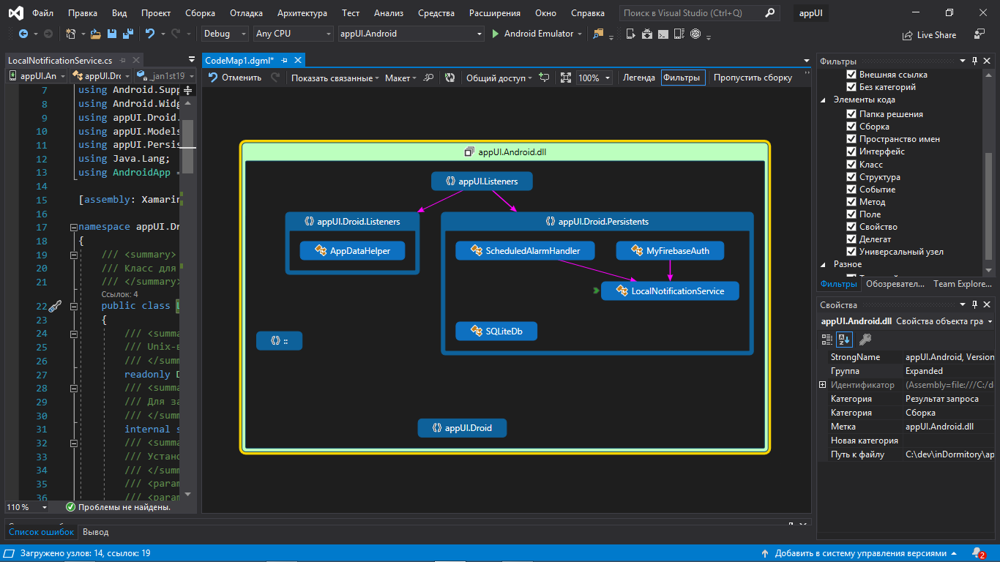 Файл Правка Вид Проект Сборка Отладка Архитектура Тест Анализ Средства Расширения Окно Справка Поиск в Visual Studio (Ctrl+Q) appUI
Debug Any CPU appUI.Android Android Emulator Live Share
LocalNotificationService.cs
appUI.An appUI.Drc _jan1st19
7 using Android.Supp
8 using Android.Widg
9 using appUI.Droid.
10 using appUI.Models
11 using appUI.Persis
12 using Java.Lang;
13 using AndroidApp =
14
15 [assembly: Xamarin
16
17 namespace appUI.Dr
18 {
19 /// <summary>
20 /// Класс для
21 /// </summary>
Ссылок: 4
22 public class L
23 {
24 /// <summa
25 /// Unix-в
26 /// </summ
27 readonly D
28 /// <summa
29 /// Для за
30 /// </summ
31 internal s
32 /// <summa
33 /// Устано
34 /// </summ
35 /// <param
36 /// <param
110 % Проблемы не найдены.
CodeMap1.dgml*
Отменить Показать связанные Макет Общий доступ 100% Легенда Фильтры Пропустить сборку
appUI.Android.dll
appUI.Listeners
appUI.Droid.Listeners
AppDataHelper
appUI.Droid.Persistents
ScheduledAlarmHandler MyFirebaseAuth
LocalNotificationService
SQLiteDb
::
appUI.Droid
Фильтры
Внешняя ссылка
Без категорий
Элементы кода
Папка решения
Сборка
Пространство имен
Интерфейс
Класс
Структура
Событие
Метод
Поле
Свойство
Делегат
Универсальный узел
Разное
Фильтры Обозревател... Team Explore...
Свойства
appUI.Android.dll Свойства объекта гра
StrongName appUI.Android, Version
Группа Expanded
Идентификатор (Assembly=file:///C:/d
Категория Результат запроса
Категория Сборка
Метка appUI.Android.dll
Новая категория
Путь к файлу C:\dev\inDormitory\ap
Список ошибок Вывод
Загружено узлов: 14, ссылок: 19 Добавить в систему управления версиями 2